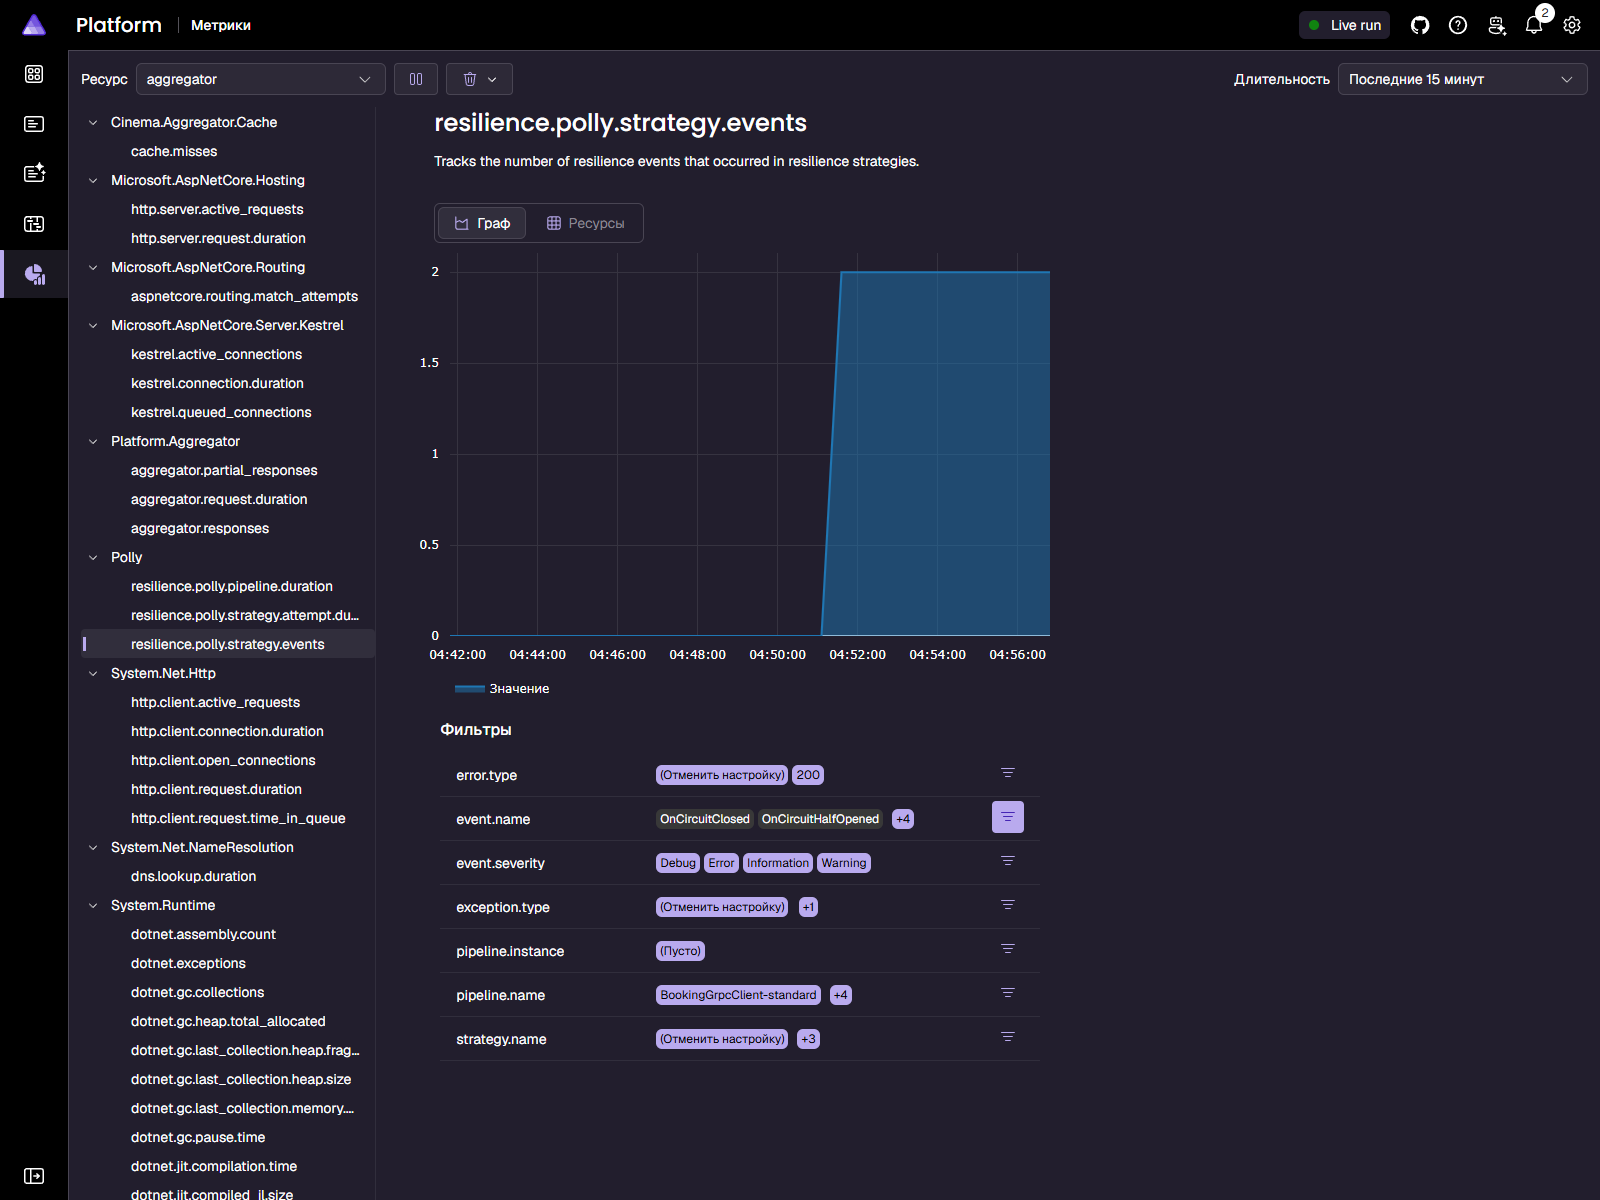 Platform
Метрики
Live run
2
Ресурс
aggregator
Длительность
Последние 15 минут
Cinema.Aggregator.Cache
cache.misses
Microsoft.AspNetCore.Hosting
http.server.active_requests
http.server.request.duration
Microsoft.AspNetCore.Routing
aspnetcore.routing.match_attempts
Microsoft.AspNetCore.Server.Kestrel
kestrel.active_connections
kestrel.connection.duration
kestrel.queued_connections
Platform.Aggregator
aggregator.partial_responses
aggregator.request.duration
aggregator.responses
Polly
resilience.polly.pipeline.duration
resilience.polly.strategy.attempt.du...
resilience.polly.strategy.events
System.Net.Http
http.client.active_requests
http.client.connection.duration
http.client.open_connections
http.client.request.duration
http.client.request.time_in_queue
System.Net.NameResolution
dns.lookup.duration
System.Runtime
dotnet.assembly.count
dotnet.exceptions
dotnet.gc.collections
dotnet.gc.heap.total_allocated
dotnet.gc.last_collection.heap.frag...
dotnet.gc.last_collection.heap.size
dotnet.gc.last_collection.memory....
dotnet.gc.pause.time
dotnet.jit.compilation.time
dotnet.jit.compiled_il.size
resilience.polly.strategy.events
Tracks the number of resilience events that occurred in resilience strategies.
Граф
Ресурсы
2
1.5
1
0.5
0
04:42:00 04:44:00 04:46:00 04:48:00 04:50:00 04:52:00 04:54:00 04:56:00
Значение
Фильтры
error.type (Отменить настройку) 200
event.name OnCircuitClosed OnCircuitHalfOpened +4
event.severity Debug Error Information Warning
exception.type (Отменить настройку) +1
pipeline.instance (Пусто)
pipeline.name BookingGrpcClient-standard +4
strategy.name (Отменить настройку) +3